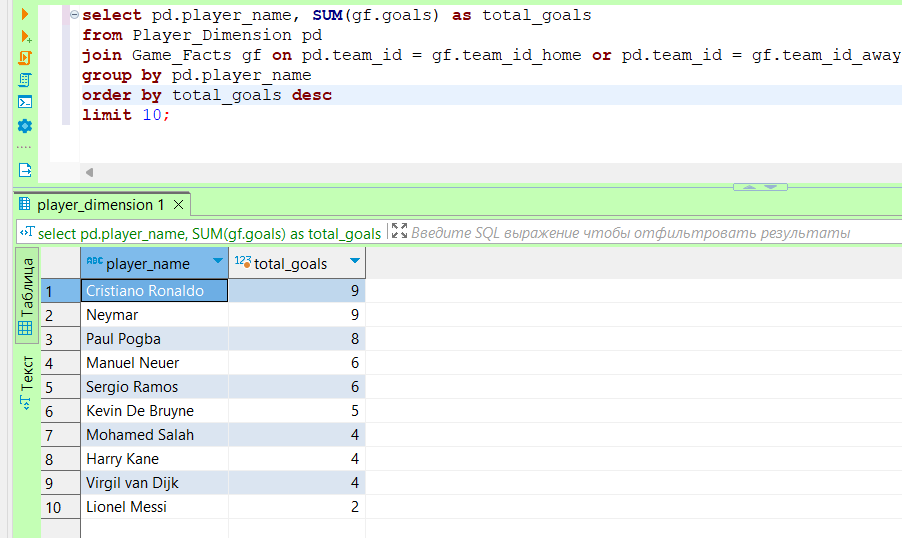 select pd.player_name, SUM(gf.goals) as total_goals
from Player_Dimension pd
join Game_Facts gf on pd.team_id = gf.team_id_home or pd.team_id = gf.team_id_away
group by pd.player_name
order by total_goals desc
limit 10;
player_dimension 1
select pd.player_name, SUM(gf.goals) as total_goals Введите SQL выражение чтобы отфильтровать результаты
Таблица
Текст
ABC player_name 123 total_goals
1 Cristiano Ronaldo 9
2 Neymar 9
3 Paul Pogba 8
4 Manuel Neuer 6
5 Sergio Ramos 6
6 Kevin De Bruyne 5
7 Mohamed Salah 4
8 Harry Kane 4
9 Virgil van Dijk 4
10 Lionel Messi 2